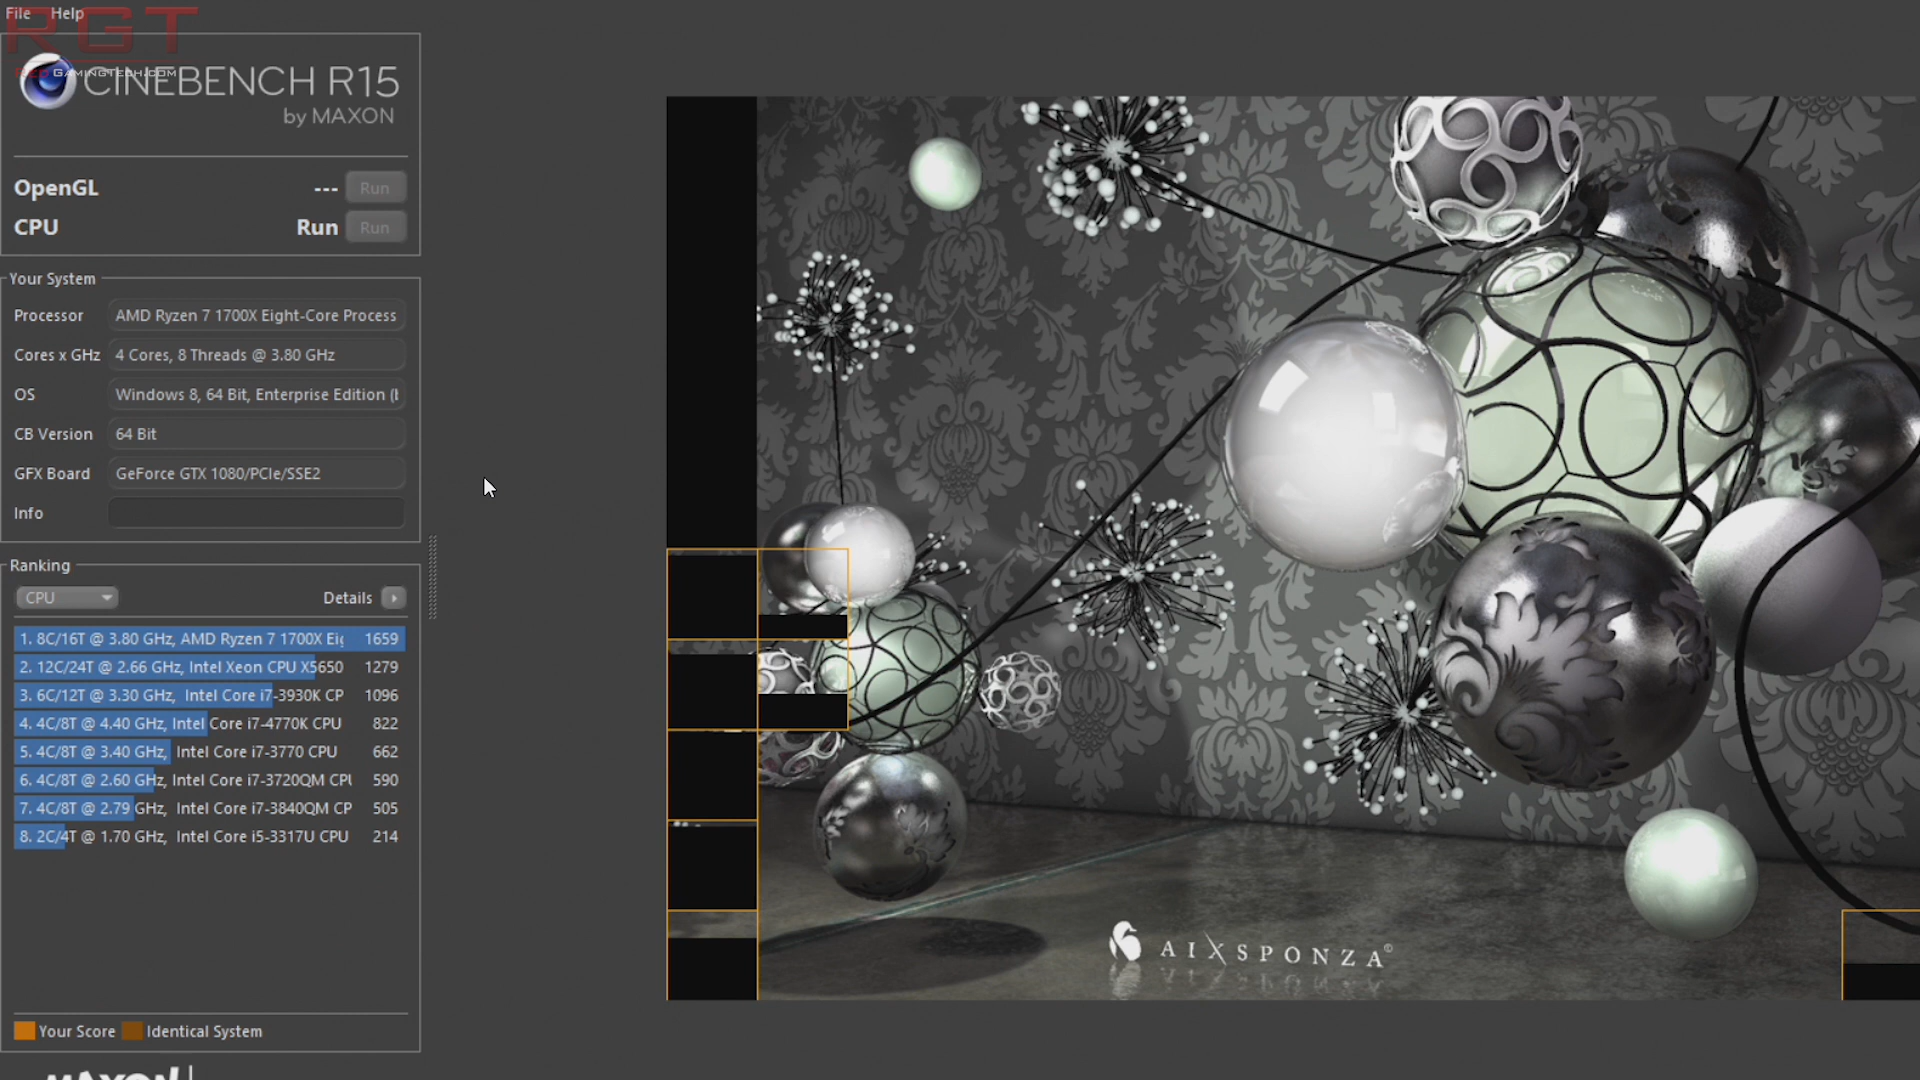 File Help
RGT
RED GAMINGTECH.COM
CINEBENCH R15
by MAXON
OpenGL --- Run
CPU Run Run
Your System
Processor AMD Ryzen 7 1700X Eight-Core Process
Cores x GHz 4 Cores, 8 Threads @ 3.80 GHz
OS Windows 8, 64 Bit, Enterprise Edition (
CB Version 64 Bit
GFX Board GeForce GTX 1080/PCIe/SSE2
Info
Ranking
CPU Details
1. 8C/16T @ 3.80 GHz, AMD Ryzen 7 1700X Eig 1659
2. 12C/24T @ 2.66 GHz, Intel Xeon CPU X5650 1279
3. 6C/12T @ 3.30 GHz, Intel Core i7-3930K CP 1096
4. 4C/8T @ 4.40 GHz, Intel Core i7-4770K CPU 822
5. 4C/8T @ 3.40 GHz, Intel Core i7-3770 CPU 662
6. 4C/8T @ 2.60 GHz, Intel Core i7-3720QM CPU 590
7. 4C/8T @ 2.79 GHz, Intel Core i7-3840QM CP 505
8. 2C/4T @ 1.70 GHz, Intel Core i5-3317U CPU 214
Your Score Identical System
MAXON
AIXSPONZA®